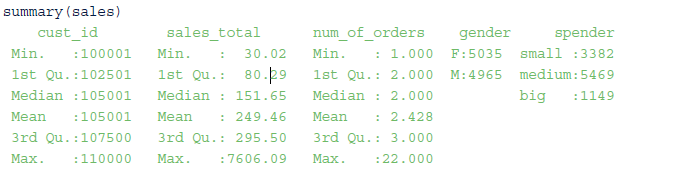 summary(sales)
cust_id sales_total num_of_orders gender spender
Min. :100001 Min. : 30.02 Min. : 1.000 F:5035 small :3382
1st Qu.:102501 1st Qu.: 80.29 1st Qu.: 2.000 M:4965 medium:5469
Median :105001 Median : 151.65 Median : 2.000 big :1149
Mean :105001 Mean : 249.46 Mean : 2.428
3rd Qu.:107500 3rd Qu.: 295.50 3rd Qu.: 3.000
Max. :110000 Max. :7606.09 Max. :22.000